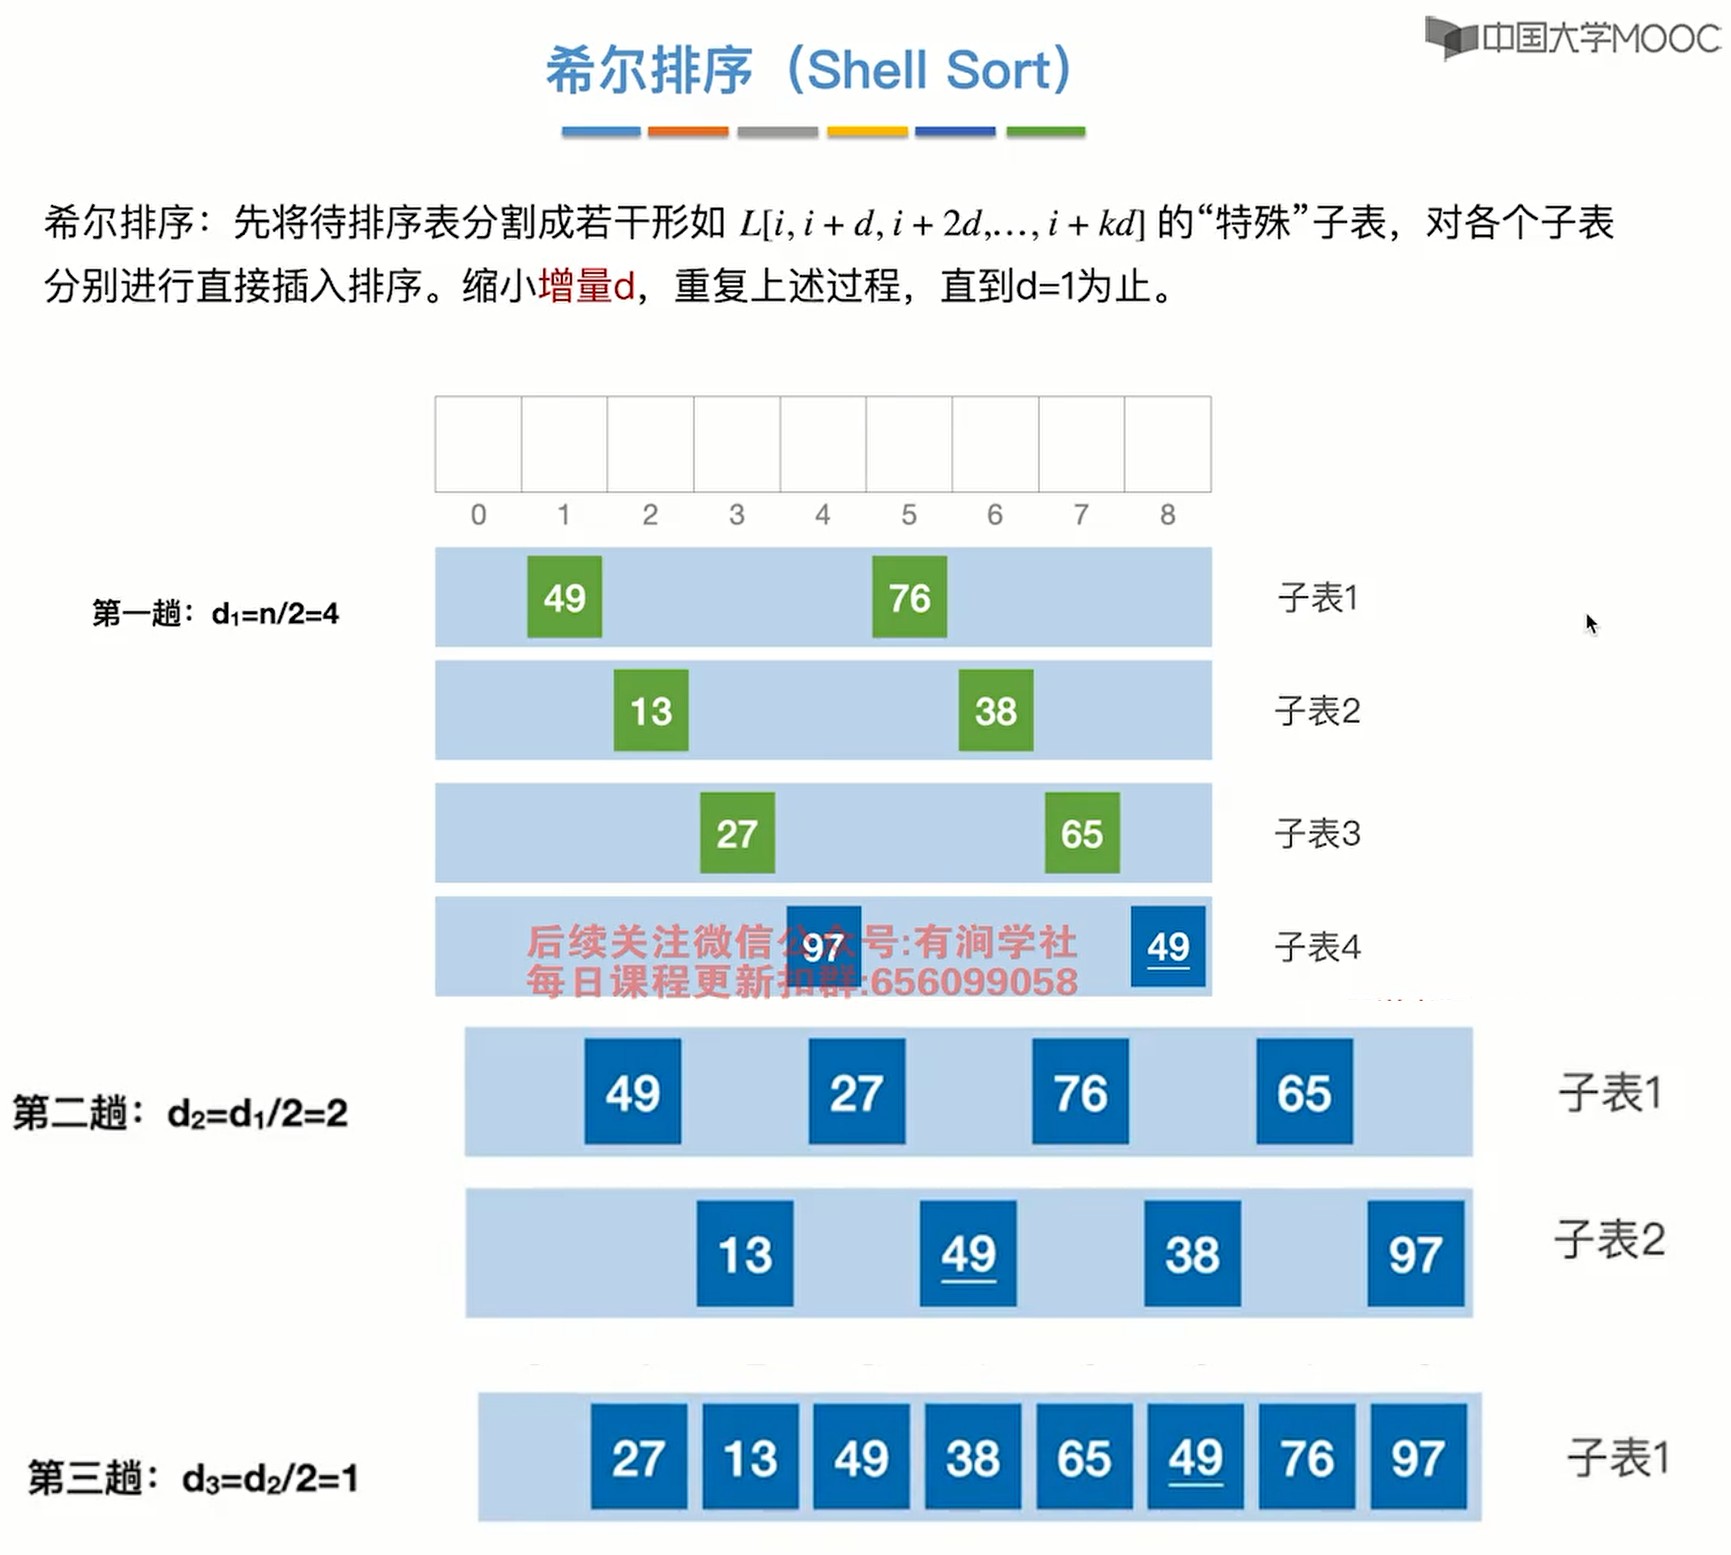 中国大学MOOC
希尔排序（Shell Sort）
希尔排序：先将待排序表分割成若干形如 L[i, i + d, i + 2d,…, i + kd] 的“特殊”子表，对各个子表
分别进行直接插入排序。缩小增量d，重复上述过程，直到d=1为止。
0 1 2 3 4 5 6 7 8
第一趟：d₁=n/2=4
49 76 子表1
13 38 子表2
27 65 子表3
97 49 子表4
后续关注微信公众号:有涧学社
每日课程更新扣群:656099058
第二趟：d₂=d₁/2=2
49 27 76 65 子表1
13 49 38 97 子表2
第三趟：d₃=d₂/2=1
27 13 49 38 65 49 76 97 子表1